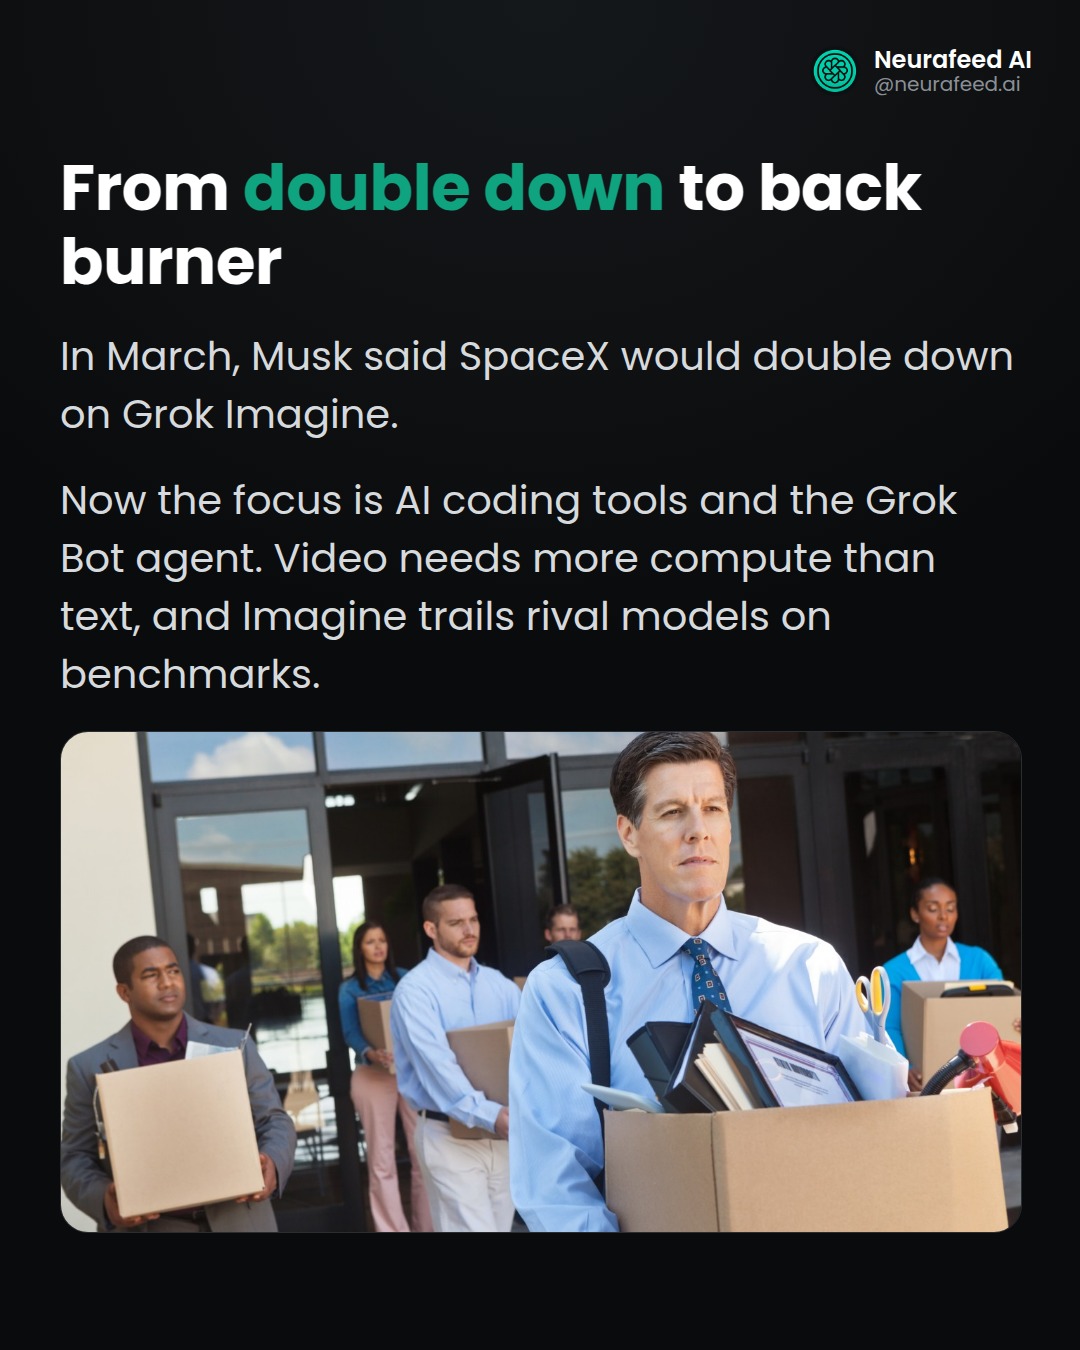 Neurafeed AI
@neurafeed.ai
From double down to back
burner
In March, Musk said SpaceX would double down
on Grok Imagine.
Now the focus is AI coding tools and the Grok
Bot agent. Video needs more compute than
text, and Imagine trails rival models on
benchmarks.